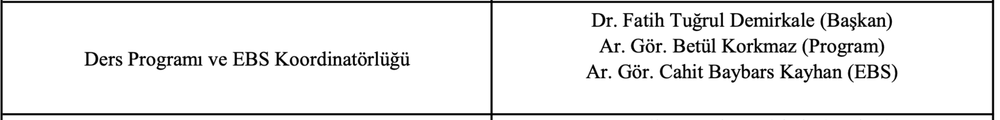 Ders Programı ve EBS Koordinatörlüğü
Dr. Fatih Tuğrul Demirkale (Başkan)
Ar. Gör. Betül Korkmaz (Program)
Ar. Gör. Cahit Baybars Kayhan (EBS)